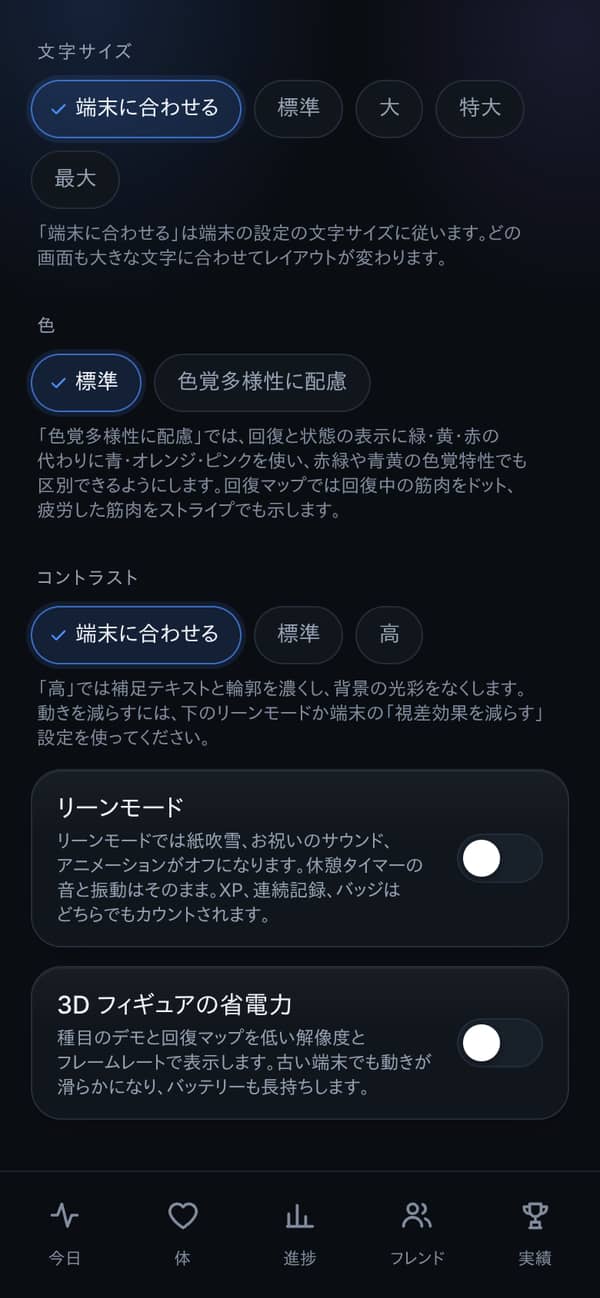 文字サイズ
端末に合わせる 標準 大 特大
最大
「端末に合わせる」は端末の設定の文字サイズに従います。どの
画面も大きな文字に合わせてレイアウトが変わります。
色
標準 色覚多様性に配慮
「色覚多様性に配慮」では、回復と状態の表示に緑・黄・赤の
代わりに青・オレンジ・ピンクを使い、赤緑や青黄の色覚特性でも
区別できるようにします。回復マップでは回復中の筋肉をドット、
疲労した筋肉をストライプでも示します。
コントラスト
端末に合わせる 標準 高
「高」では補足テキストと輪郭を濃くし、背景の光彩をなくします。
動きを減らすには、下のリーンモードか端末の「視差効果を減らす」
設定を使ってください。
リーンモード
リーンモードでは紙吹雪、お祝いのサウンド、
アニメーションがオフになります。休憩タイマーの
音と振動はそのまま。XP、連続記録、バッジは
どちらでもカウントされます。
3D フィギュアの省電力
種目のデモと回復マップを低い解像度と
フレームレートで表示します。古い端末でも動きが
滑らかになり、バッテリーも長持ちします。
今日 体 進捗 フレンド 実績